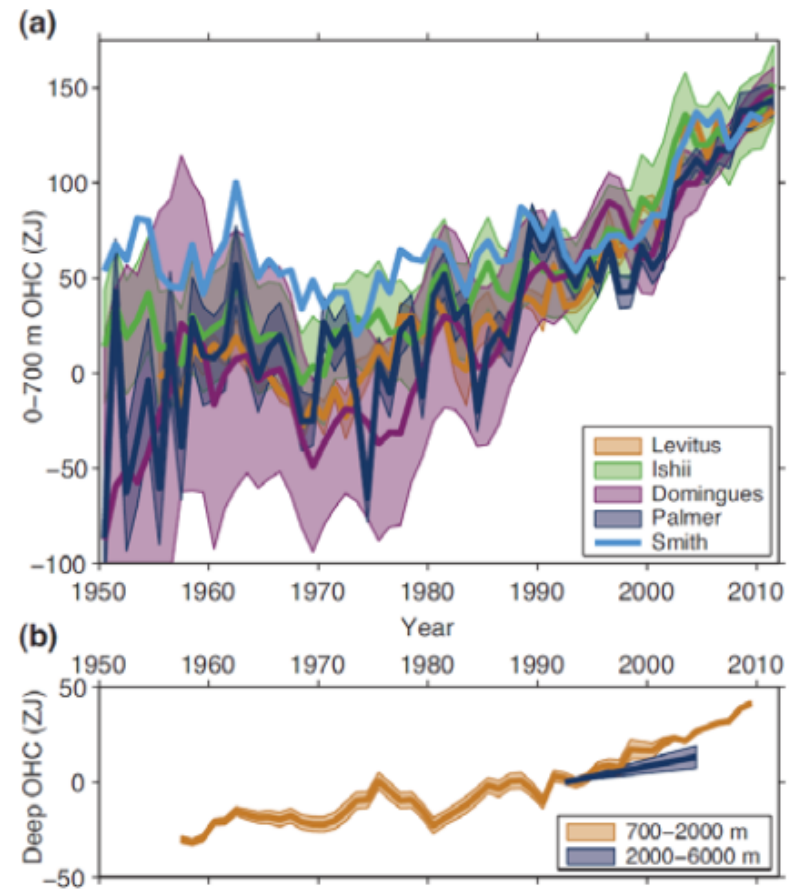 (a)
150
100
50
0
−50
−100
0−700 m OHC (ZJ)
Levitus
Ishii
Domingues
Palmer
Smith
1950 1960 1970 1980 1990 2000 2010
Year
(b)
1950 1960 1970 1980 1990 2000 2010
50
0
−50
Deep OHC (ZJ)
700−2000 m
2000−6000 m